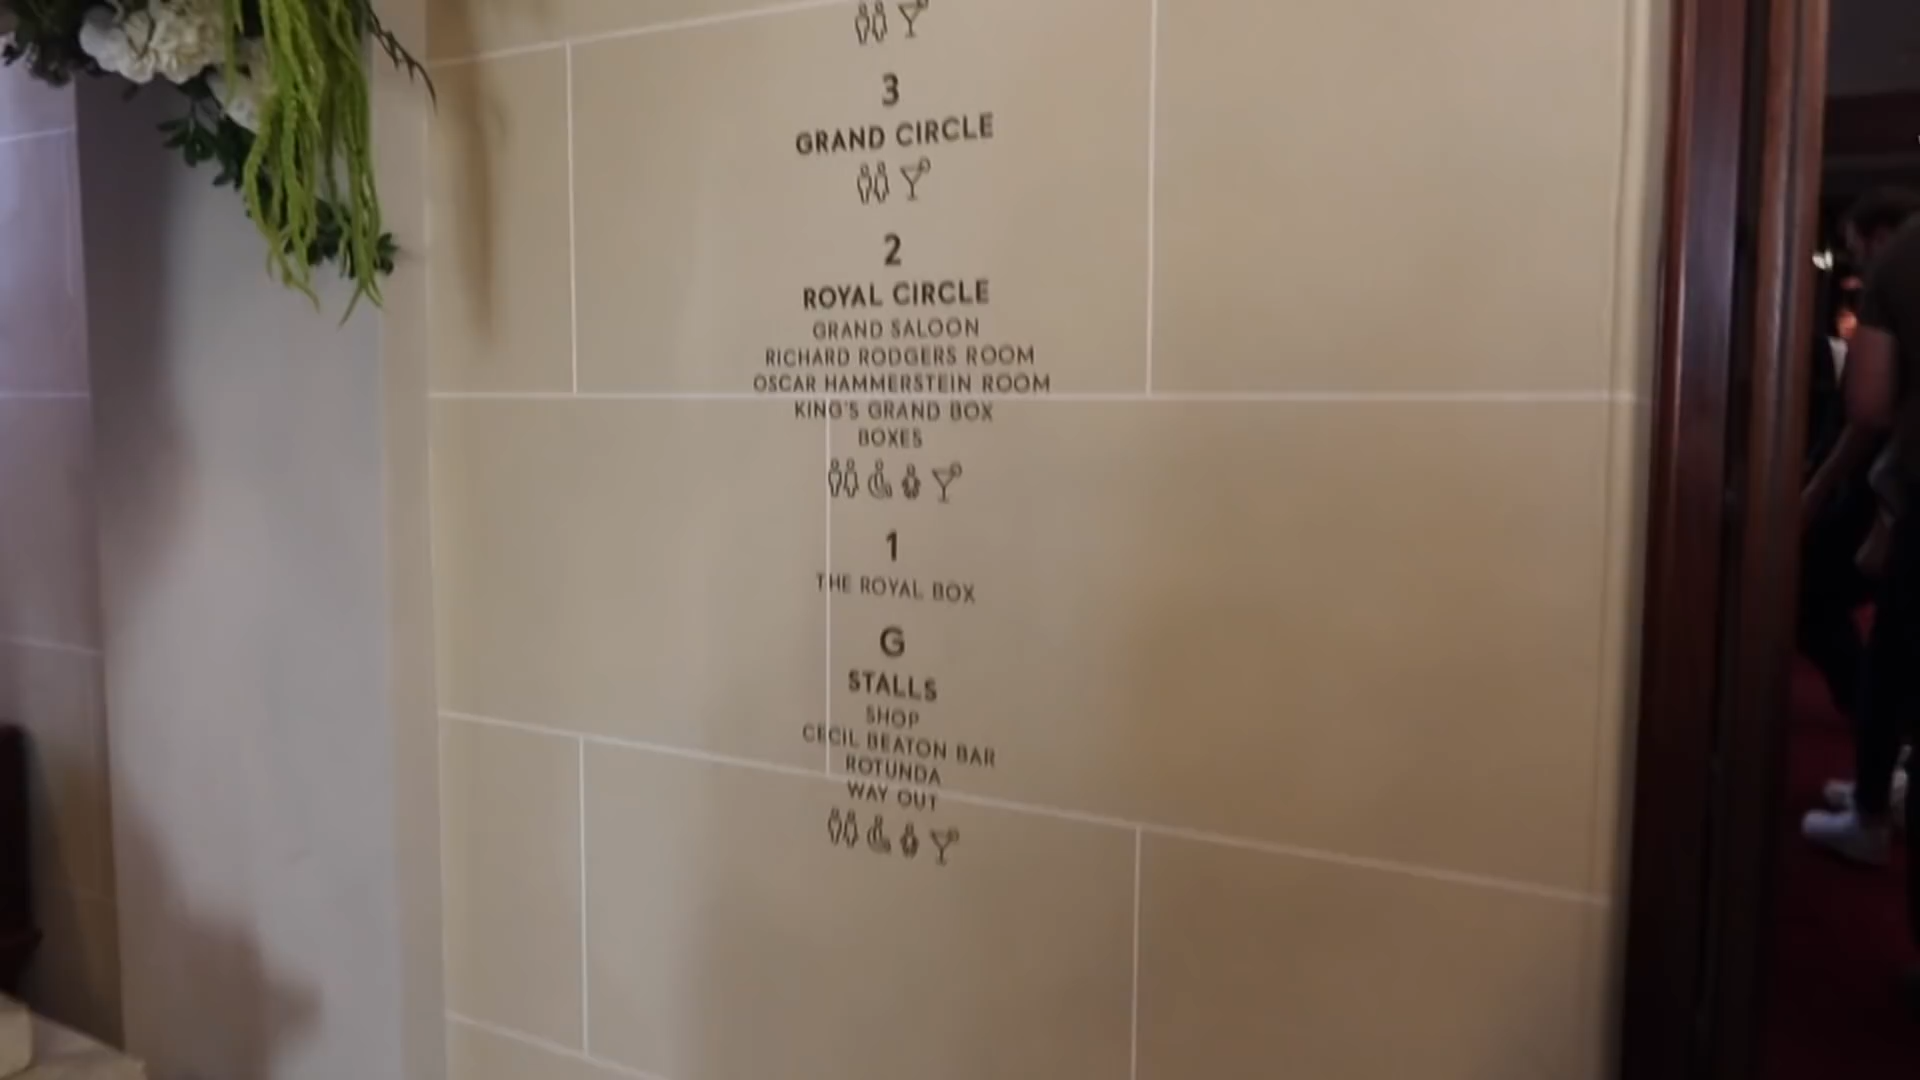 3
GRAND CIRCLE
2
ROYAL CIRCLE
GRAND SALOON
RICHARD RODGERS ROOM
OSCAR HAMMERSTEIN ROOM
KING'S GRAND BOX
BOXES
1
THE ROYAL BOX
G
STALLS
SHOP
CECIL BEATON BAR
ROTUNDA
WAY OUT